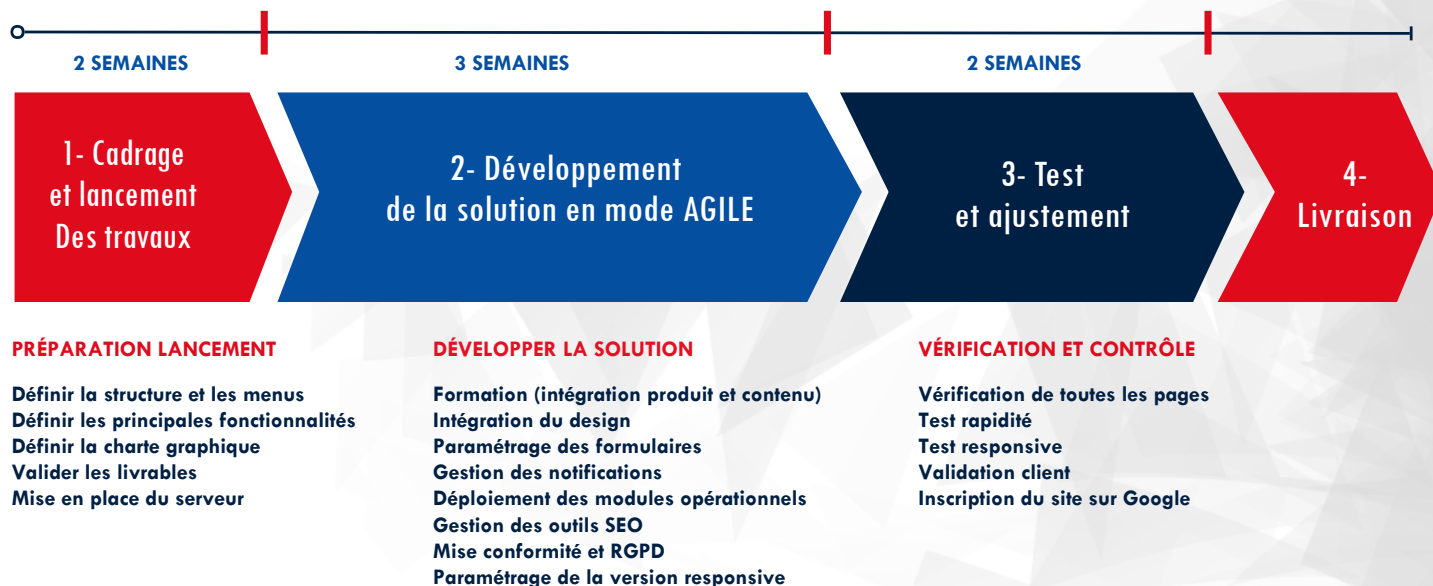 2 SEMAINES
3 SEMAINES
2 SEMAINES
1- Cadrage
et lancement
Des travaux
2- Développement
de la solution en mode AGILE
3- Test
et ajustement
4-
Livraison
PRÉPARATION LANCEMENT
Définir la structure et les menus
Définir les principales fonctionnalités
Définir la charte graphique
Valider les livrables
Mise en place du serveur
DÉVELOPPER LA SOLUTION
Formation (intégration produit et contenu)
Intégration du design
Paramétrage des formulaires
Gestion des notifications
Déploiement des modules opérationnels
Gestion des outils SEO
Mise conformité et RGPD
Paramétrage de la version responsive
VÉRIFICATION ET CONTRÔLE
Vérification de toutes les pages
Test rapidité
Test responsive
Validation client
Inscription du site sur Google